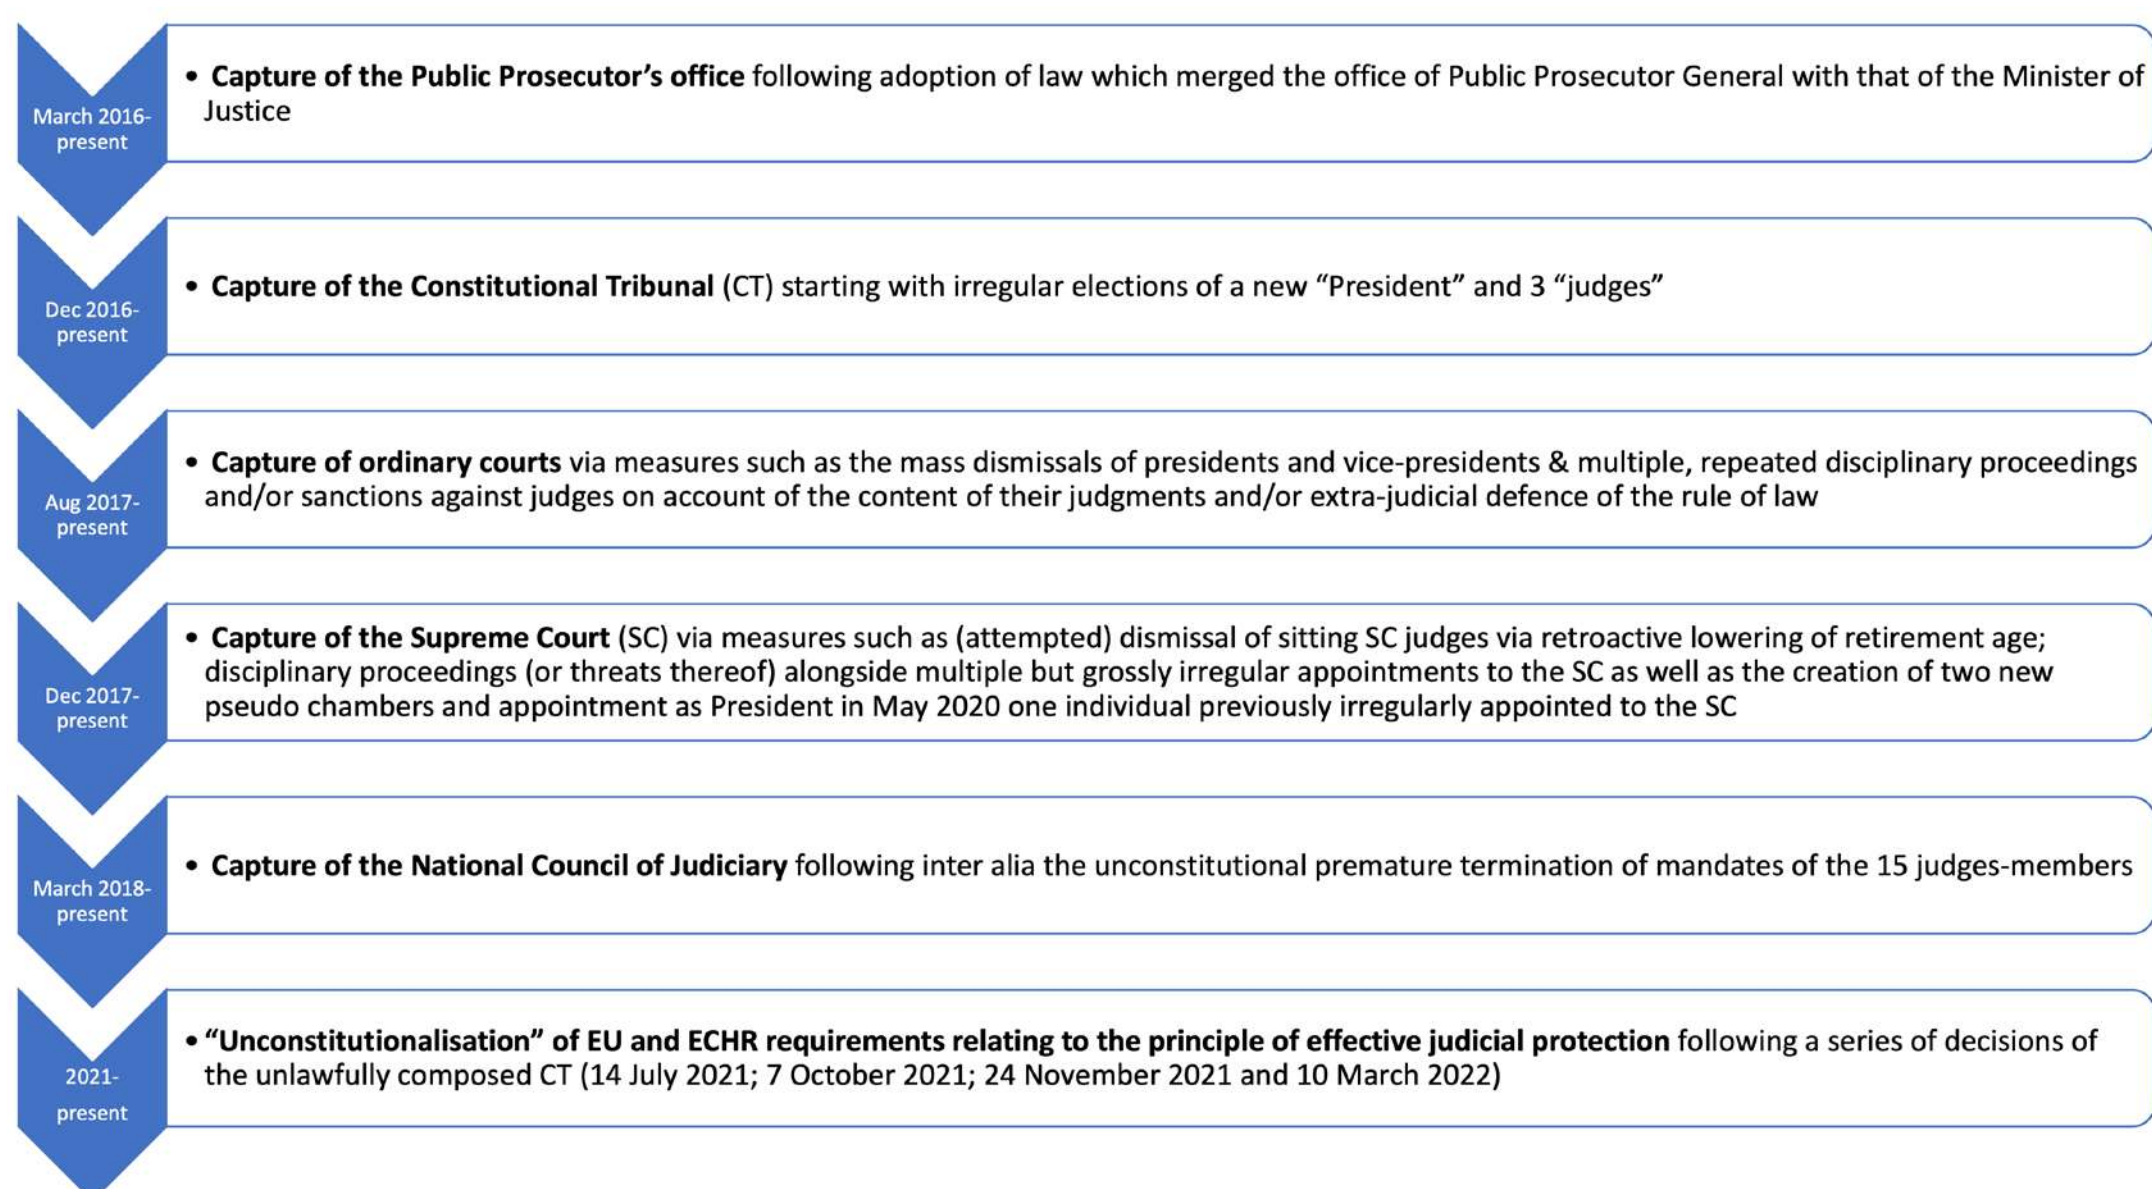 March 2016-
present
• Capture of the Public Prosecutor’s office following adoption of law which merged the office of Public Prosecutor General with that of the Minister of
Justice
Dec 2016-
present
• Capture of the Constitutional Tribunal (CT) starting with irregular elections of a new “President” and 3 “judges”
Aug 2017-
present
• Capture of ordinary courts via measures such as the mass dismissals of presidents and vice-presidents & multiple, repeated disciplinary proceedings
and/or sanctions against judges on account of the content of their judgments and/or extra-judicial defence of the rule of law
Dec 2017-
present
• Capture of the Supreme Court (SC) via measures such as (attempted) dismissal of sitting SC judges via retroactive lowering of retirement age;
disciplinary proceedings (or threats thereof) alongside multiple but grossly irregular appointments to the SC as well as the creation of two new
pseudo chambers and appointment as President in May 2020 one individual previously irregularly appointed to the SC
March 2018-
present
• Capture of the National Council of Judiciary following inter alia the unconstitutional premature termination of mandates of the 15 judges-members
2021-
present
• “Unconstitutionalisation” of EU and ECHR requirements relating to the principle of effective judicial protection following a series of decisions of
the unlawfully composed CT (14 July 2021; 7 October 2021; 24 November 2021 and 10 March 2022)